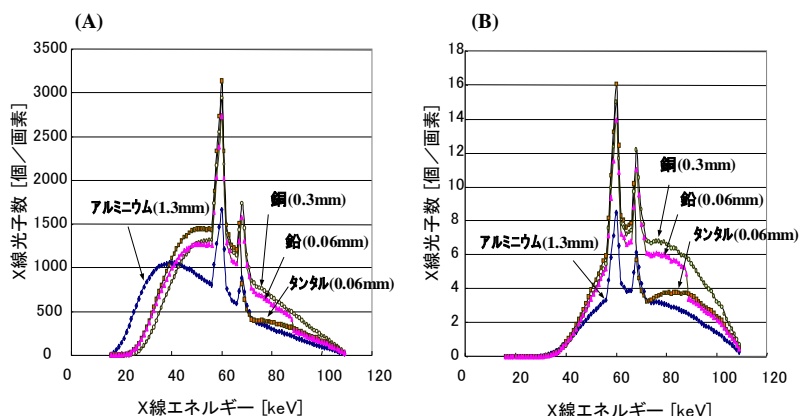 (A)
X線光子数 [個／画素]
3500
3000
2500
2000
1500
1000
500
0
アルミニウム(1.3mm)
銅(0.3mm)
鉛(0.06mm)
タンタル(0.06mm)
0 20 40 60 80 100 120
X線エネルギー [keV]
(B)
X線光子数 [個／画素]
18
16
14
12
10
8
6
4
2
0
銅(0.3mm)
鉛(0.06mm)
アルミニウム(1.3mm)
タンタル(0.06mm)
0 20 40 60 80 100 120
X線エネルギー [keV]